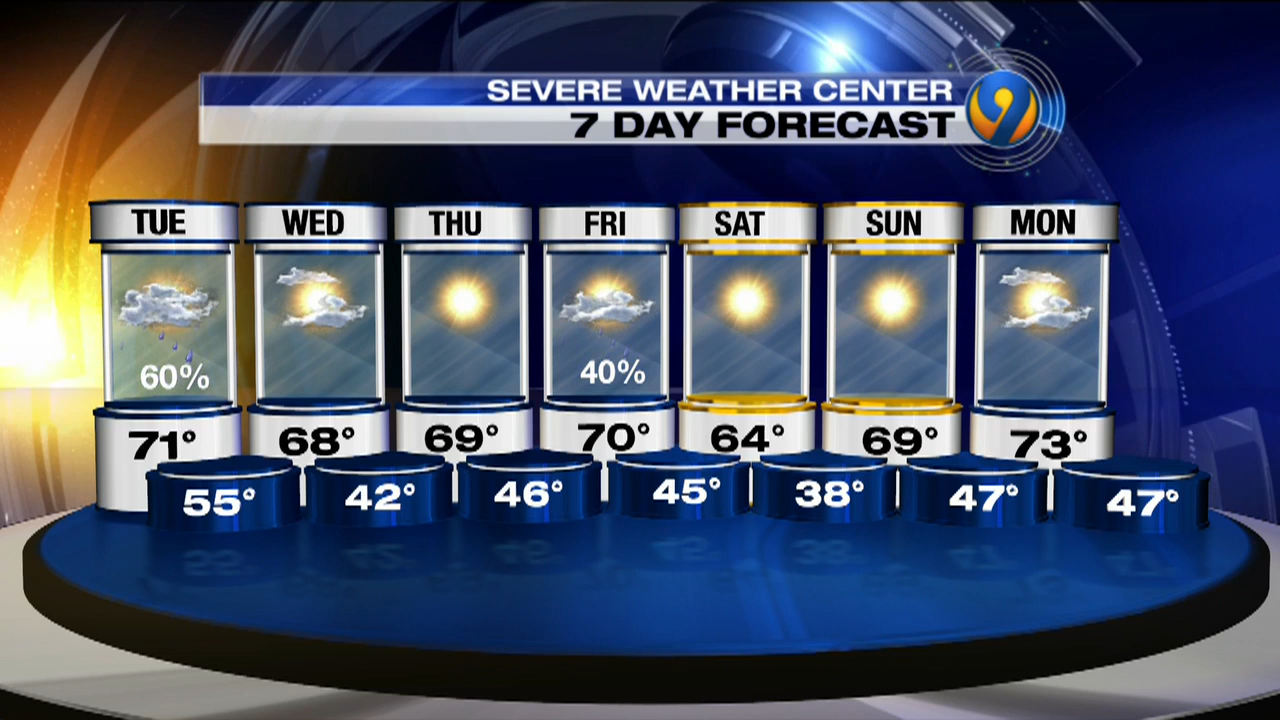 SEVERE WEATHER CENTER
9
7 DAY FORECAST
TUE WED THU FRI SAT SUN MON
60% 40%
71° 68° 69° 70° 64° 69° 73°
55° 42° 46° 45° 38° 47° 47°